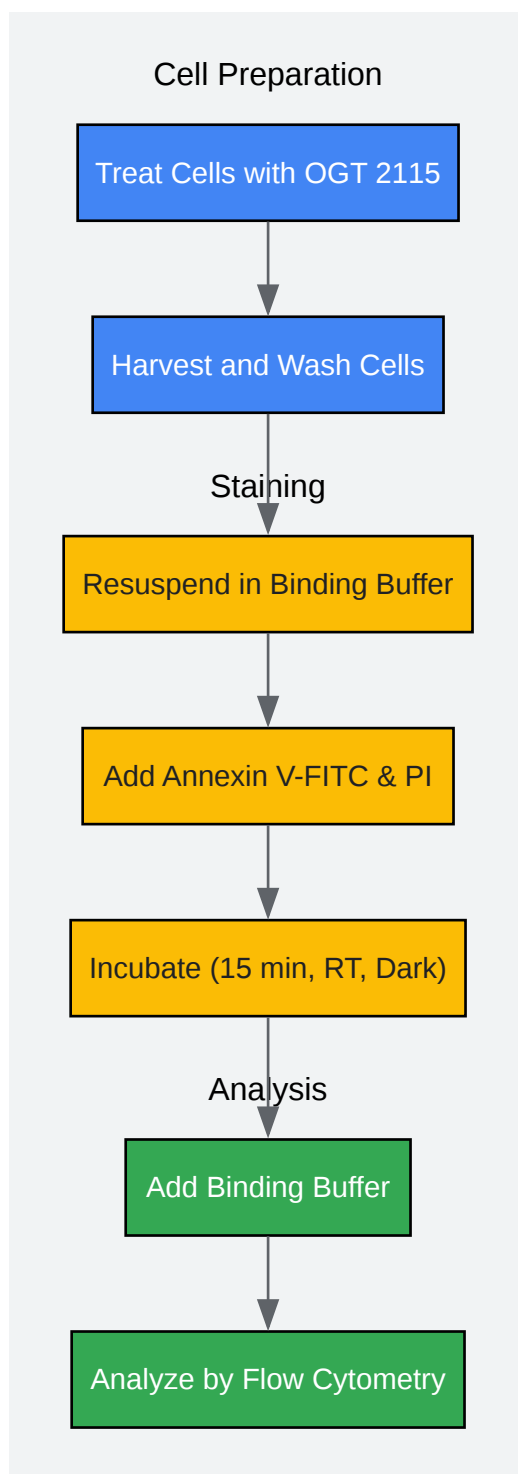 Cell Preparation
Treat Cells with OGT 2115
Harvest and Wash Cells
Staining
Resuspend in Binding Buffer
Add Annexin V-FITC & PI
Incubate (15 min, RT, Dark)
Analysis
Add Binding Buffer
Analyze by Flow Cytometry